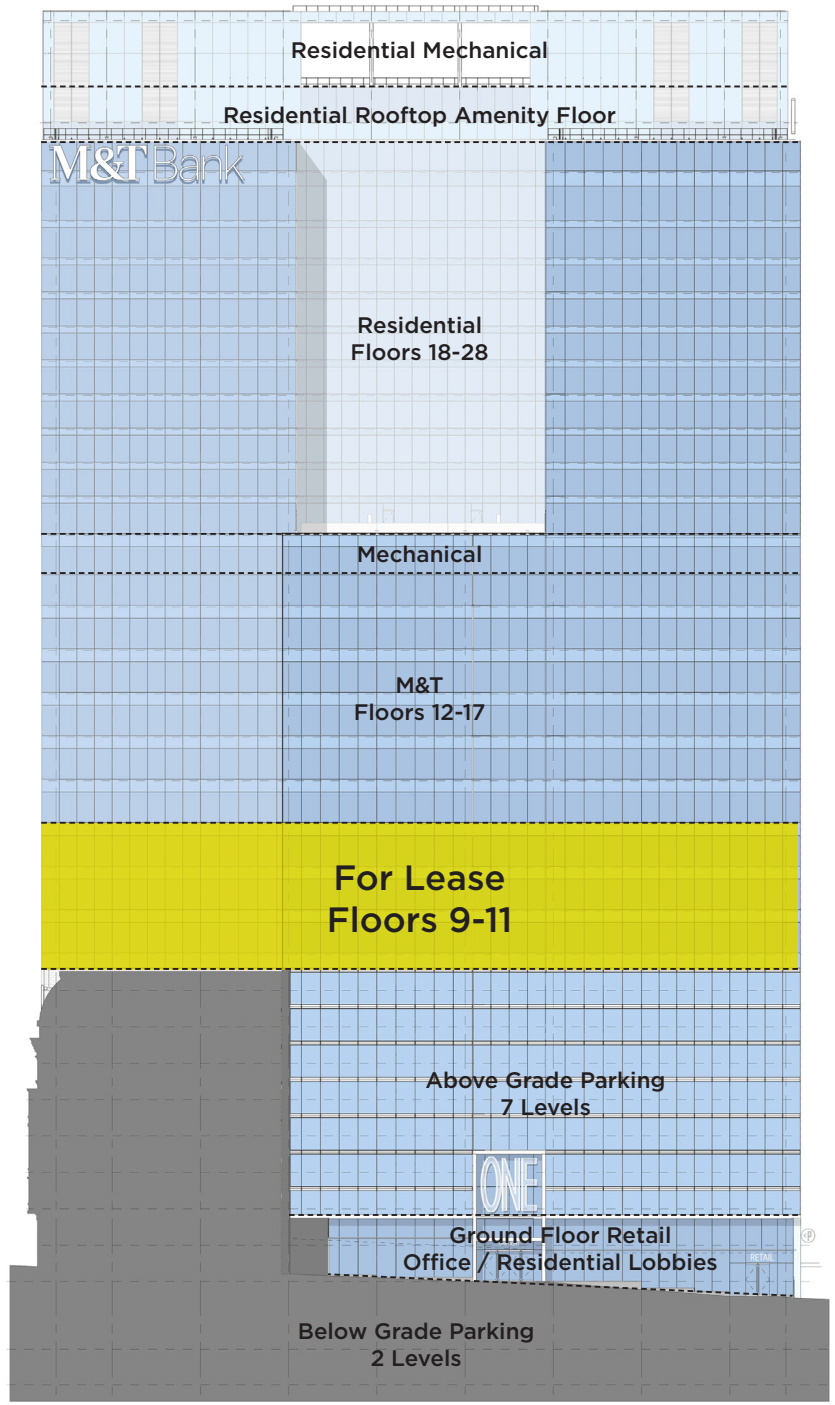 Residential Mechanical
Residential Rooftop Amenity Floor
M&T Bank
Residential
Floors 18-28
Mechanical
M&T
Floors 12-17
For Lease
Floors 9-11
Above Grade Parking
7 Levels
ONE
Ground Floor Retail
Office / Residential Lobbies
RETAIL
P
Below Grade Parking
2 Levels